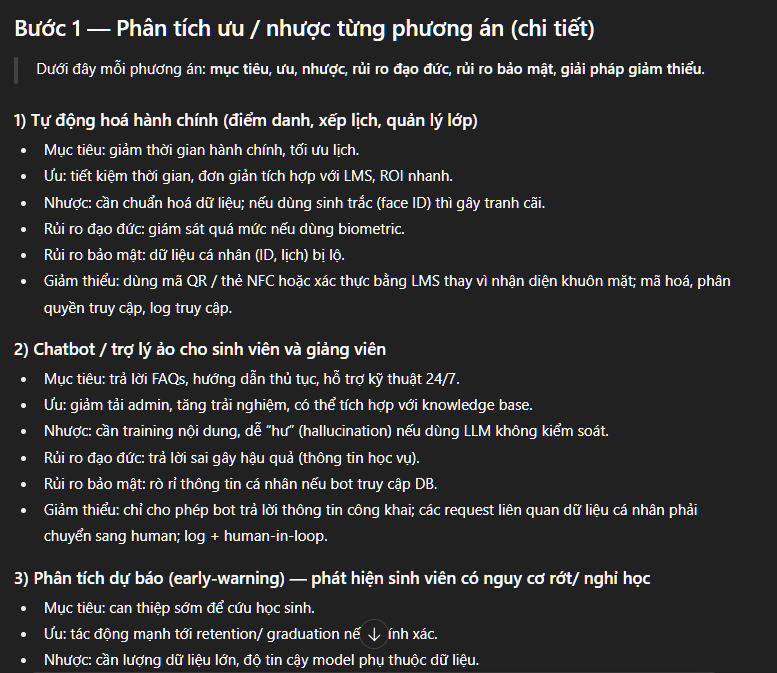 Bước 1 — Phân tích ưu / nhược từng phương án (chi tiết)
Dưới đây mỗi phương án: mục tiêu, ưu, nhược, rủi ro đạo đức, rủi ro bảo mật, giải pháp giảm thiểu.
1) Tự động hoá hành chính (điểm danh, xếp lịch, quản lý lớp)
• Mục tiêu: giảm thời gian hành chính, tối ưu lịch.
• Ưu: tiết kiệm thời gian, đơn giản tích hợp với LMS, ROI nhanh.
• Nhược: cần chuẩn hoá dữ liệu; nếu dùng sinh trắc (face ID) thì gây tranh cãi.
• Rủi ro đạo đức: giám sát quá mức nếu dùng biometric.
• Rủi ro bảo mật: dữ liệu cá nhân (ID, lịch) bị lộ.
• Giảm thiểu: dùng mã QR / thẻ NFC hoặc xác thực bằng LMS thay vì nhận diện khuôn mặt; mã hoá, phân
quyền truy cập, log truy cập.
2) Chatbot / trợ lý ảo cho sinh viên và giảng viên
• Mục tiêu: trả lời FAQs, hướng dẫn thủ tục, hỗ trợ kỹ thuật 24/7.
• Ưu: giảm tải admin, tăng trải nghiệm, có thể tích hợp với knowledge base.
• Nhược: cần training nội dung, dễ “hư” (hallucination) nếu dùng LLM không kiểm soát.
• Rủi ro đạo đức: trả lời sai gây hậu quả (thông tin học vụ).
• Rủi ro bảo mật: rò rỉ thông tin cá nhân nếu bot truy cập DB.
• Giảm thiểu: chỉ cho phép bot trả lời thông tin công khai; các request liên quan dữ liệu cá nhân phải
chuyển sang human; log + human-in-loop.
3) Phân tích dự báo (early-warning) — phát hiện sinh viên có nguy cơ rớt/ nghỉ học
• Mục tiêu: can thiệp sớm để cứu học sinh.
• Ưu: tác động mạnh tới retention/ graduation
• Nhược: cần lượng dữ liệu lớn, độ tin cậy model phụ thuộc dữ liệu.